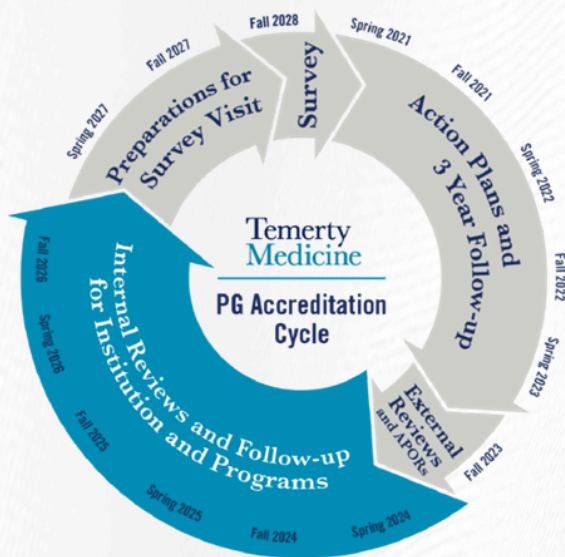 Temerty
Medicine
PG Accreditation
Cycle
Survey
Action Plans and
3 Year Follow-up
External
Reviews
and APORs
Internal Reviews and Follow-up
for Institution and Programs
Preparations for
Survey Visit
Fall 2028
Spring 2021
Fall 2021
Spring 2022
Fall 2022
Spring 2023
Fall 2023
Spring 2024
Fall 2024
Spring 2025
Fall 2025
Spring 2026
Fall 2026
Spring 2027
Fall 2027